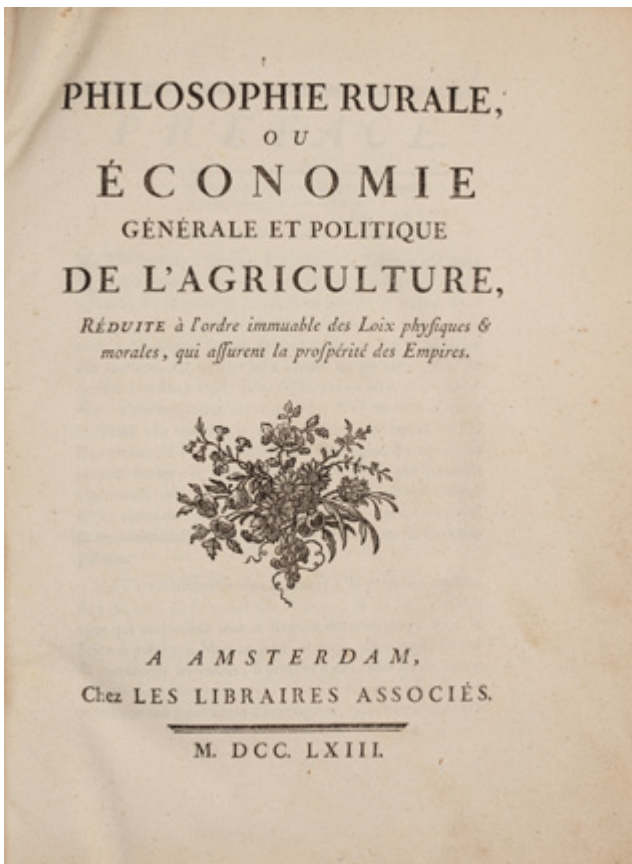 PHILOSOPHIE RURALE,
OU
ÉCONOMIE
GÉNÉRALE ET POLITIQUE
DE L'AGRICULTURE,
RÉDUITE à l'ordre immuable des Loix phyſiques &
morales, qui aſſurent la proſpérité des Empires.
A AMSTERDAM,
Chez LES LIBRAIRES ASSOCIÉS.
M. DCC. LXIII.